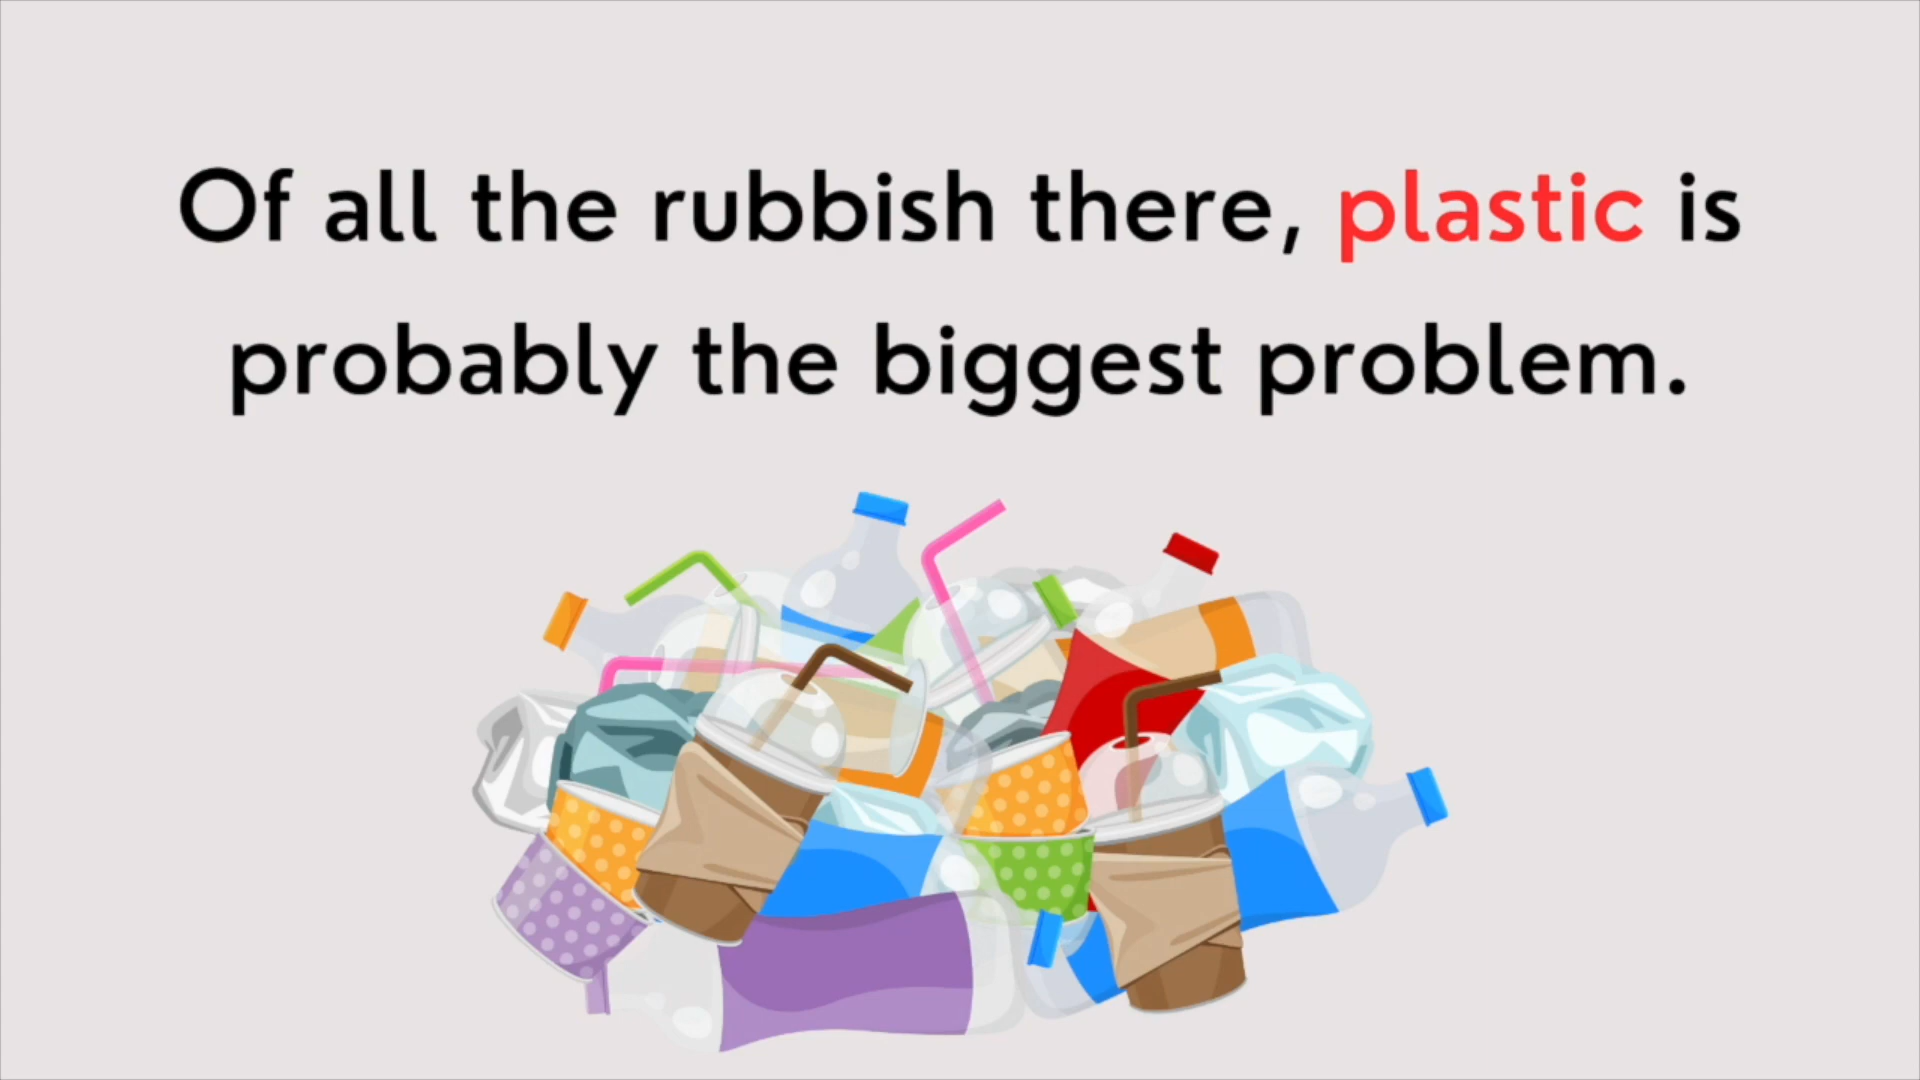 Of all the rubbish there, plastic is
probably the biggest problem.